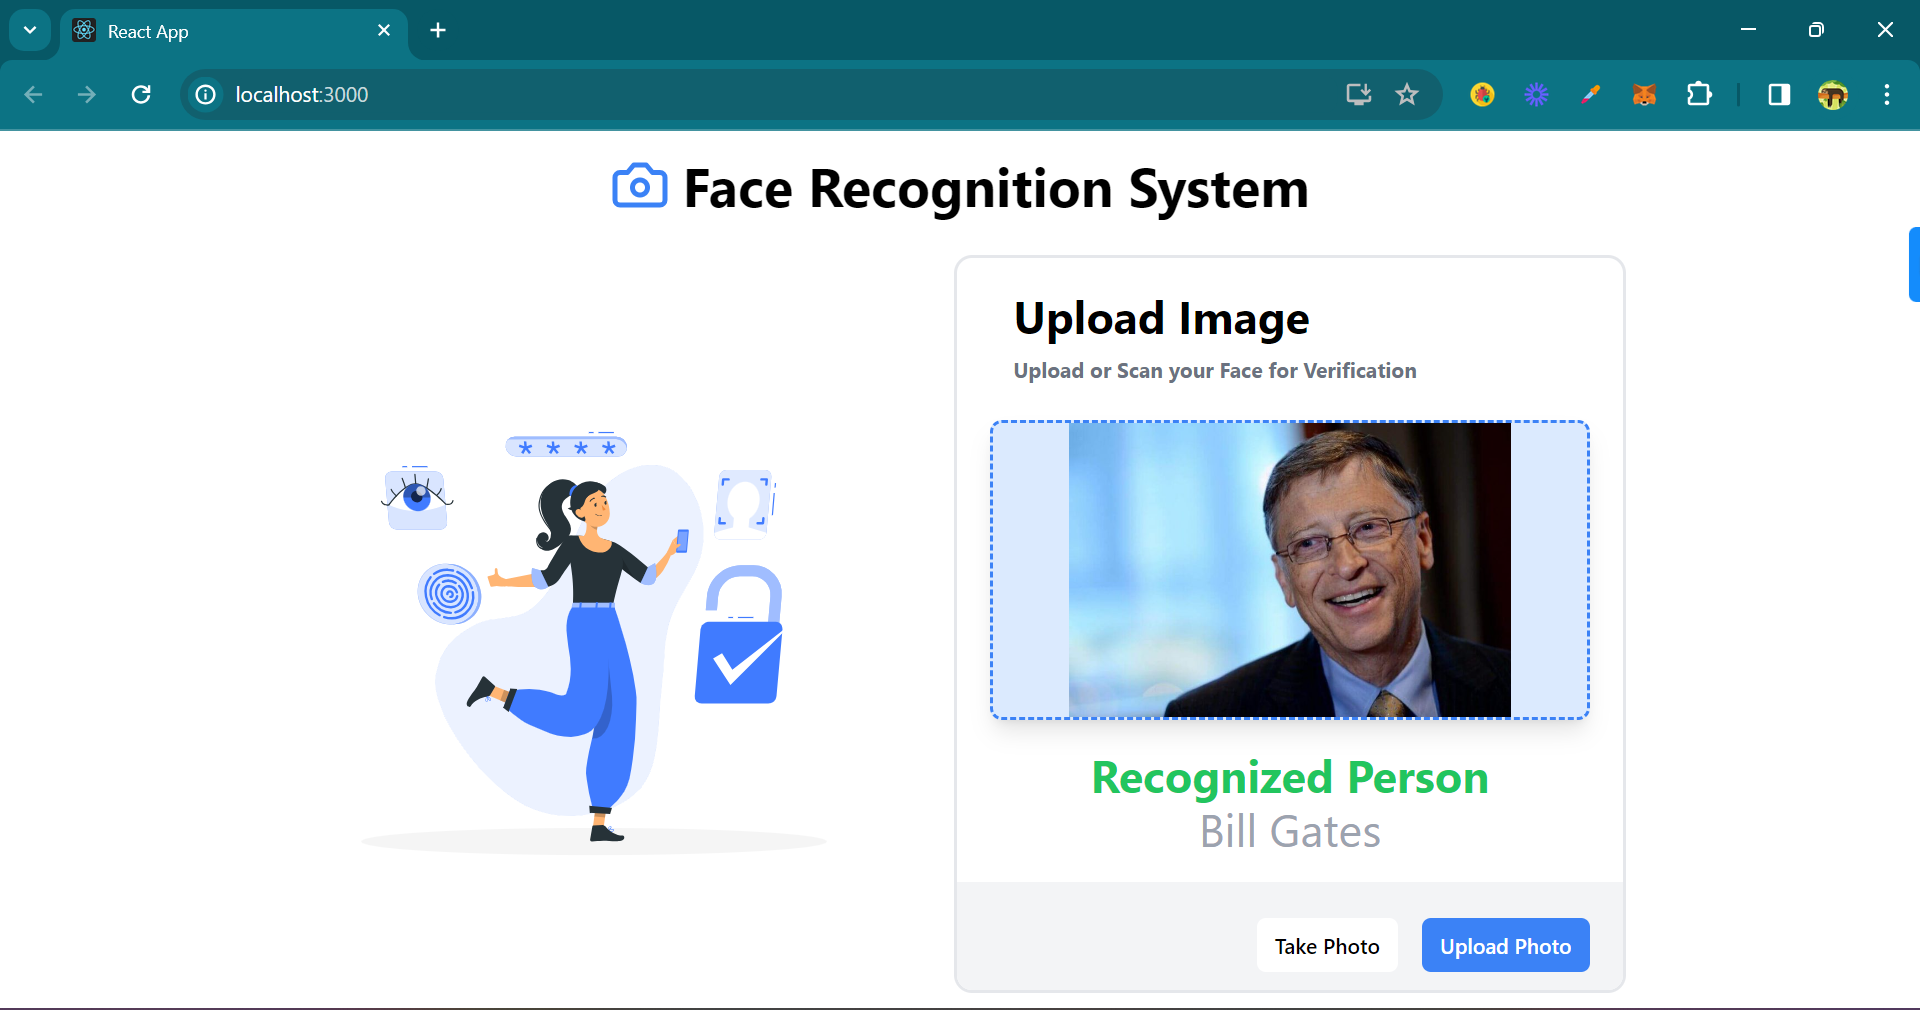 React App
localhost:3000
Face Recognition System
Upload Image
Upload or Scan your Face for Verification
* * * *
Recognized Person
Bill Gates
Take Photo
Upload Photo